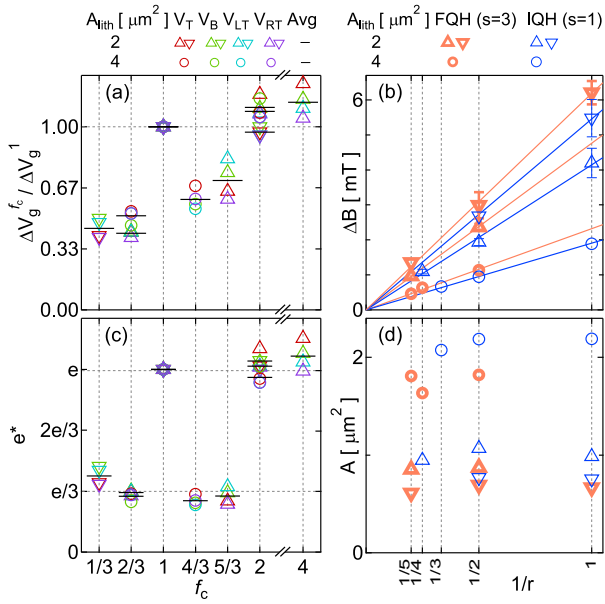 A_lith [ μm²] V_T V_B V_LT V_RT Avg
2 –
4 –
A_lith [ μm²] FQH (s=3) IQH (s=1)
2
4
(a)
1.00
0.67
0.33
0.00
ΔV_g^{f_c} / ΔV_g^1
(b)
6
4
2
0
ΔB [ mT]
(c)
e
2e/3
e/3
0
e*
1/3 2/3 1 4/3 5/3 2 4
f_c
(d)
2
0
A [ μm²]
1/5 1/4 1/3 1/2 1
1/r